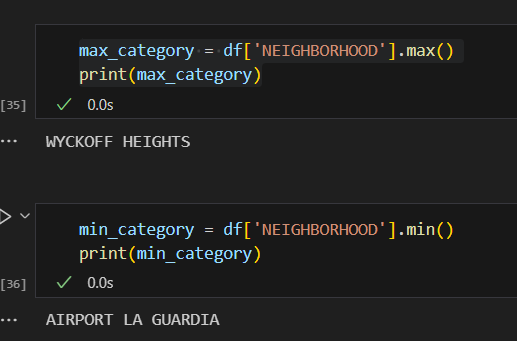 max_category = df['NEIGHBORHOOD'].max()
print(max_category)
[35]
0.0s
WYCKOFF HEIGHTS
min_category = df['NEIGHBORHOOD'].min()
print(min_category)
[36]
0.0s
AIRPORT LA GUARDIA